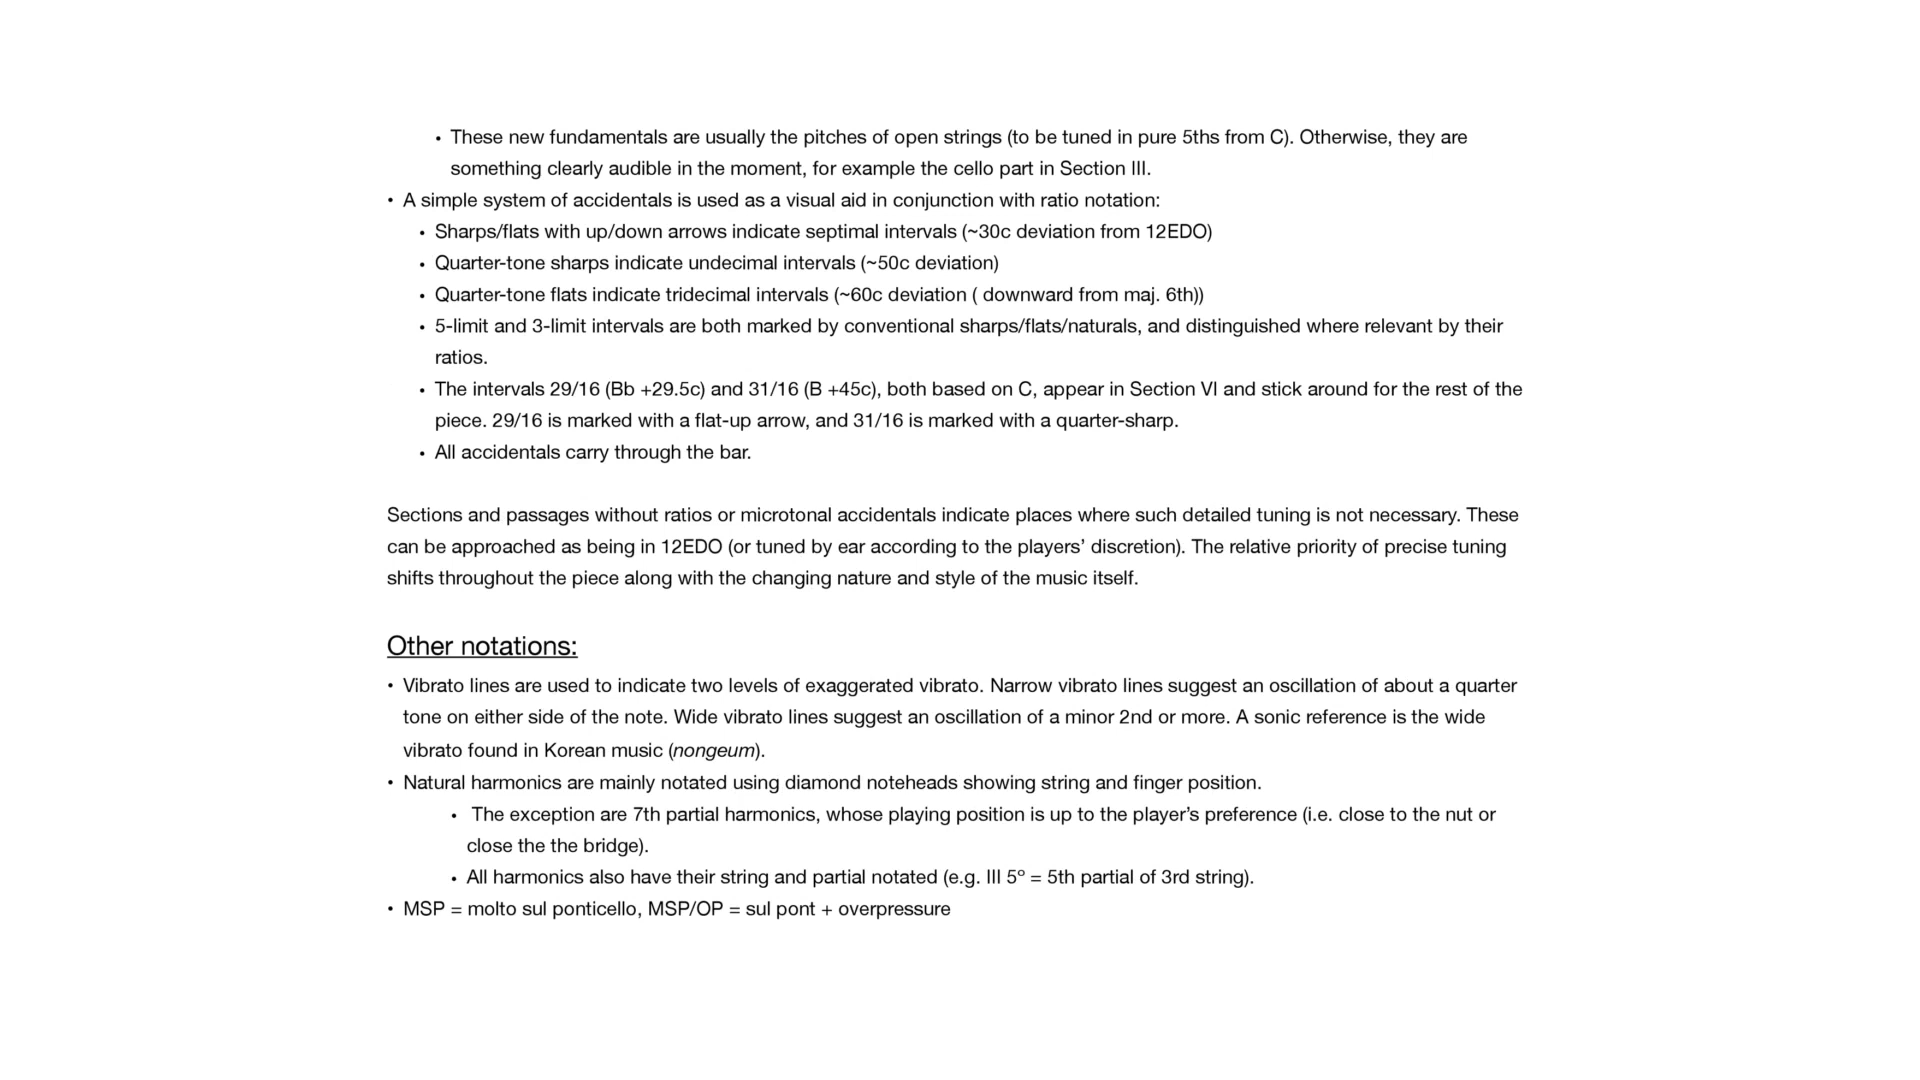 • These new fundamentals are usually the pitches of open strings (to be tuned in pure 5ths from C). Otherwise, they are
something clearly audible in the moment, for example the cello part in Section III.
• A simple system of accidentals is used as a visual aid in conjunction with ratio notation:
• Sharps/flats with up/down arrows indicate septimal intervals (~30c deviation from 12EDO)
• Quarter-tone sharps indicate undecimal intervals (~50c deviation)
• Quarter-tone flats indicate tridecimal intervals (~60c deviation ( downward from maj. 6th))
• 5-limit and 3-limit intervals are both marked by conventional sharps/flats/naturals, and distinguished where relevant by their
ratios.
• The intervals 29/16 (Bb +29.5c) and 31/16 (B +45c), both based on C, appear in Section VI and stick around for the rest of the
piece. 29/16 is marked with a flat-up arrow, and 31/16 is marked with a quarter-sharp.
• All accidentals carry through the bar.
Sections and passages without ratios or microtonal accidentals indicate places where such detailed tuning is not necessary. These
can be approached as being in 12EDO (or tuned by ear according to the players’ discretion). The relative priority of precise tuning
shifts throughout the piece along with the changing nature and style of the music itself.
Other notations:
• Vibrato lines are used to indicate two levels of exaggerated vibrato. Narrow vibrato lines suggest an oscillation of about a quarter
tone on either side of the note. Wide vibrato lines suggest an oscillation of a minor 2nd or more. A sonic reference is the wide
vibrato found in Korean music (nongeum).
• Natural harmonics are mainly notated using diamond noteheads showing string and finger position.
• The exception are 7th partial harmonics, whose playing position is up to the player’s preference (i.e. close to the nut or
close the the bridge).
• All harmonics also have their string and partial notated (e.g. III 5º = 5th partial of 3rd string).
• MSP = molto sul ponticello, MSP/OP = sul pont + overpressure